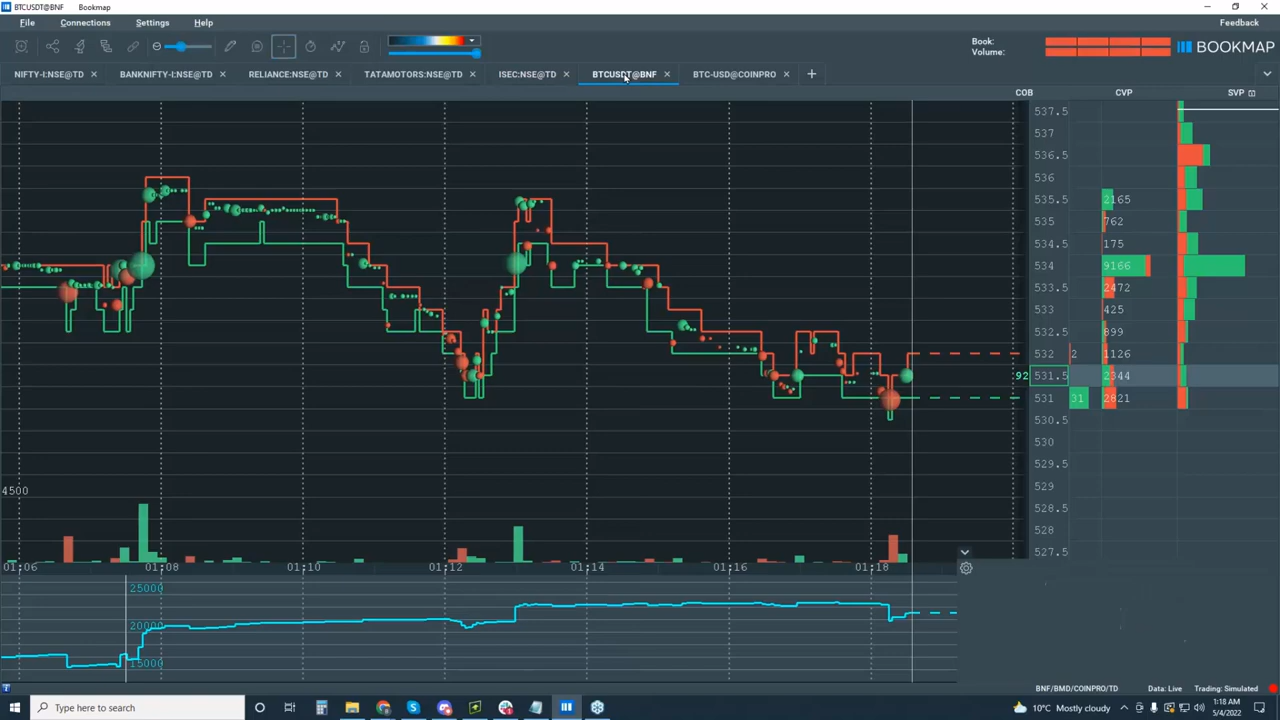 BTCUSDT@BNF Bookmap
File Connections Settings Help Feedback
Book:
Volume:
BOOKMAP
NIFTY-I:NSE@TD BANKNIFTY-I:NSE@TD RELIANCE:NSE@TD TATAMOTORS:NSE@TD ISEC:NSE@TD BTCUSDT@BNF BTC-USD@COINPRO
COB CVP SVP
537.5
537
536.5
536
535.5 2165
535 762
534.5 175
534 9166
533.5 2472
533 425
532.5 899
532 2 1126
92 531.5 2344
531 31 2821
530.5
530
529.5
4500
529
528.5
528
527.5
01:06 01:08 01:10 01:12 01:14 01:16 01:18
25000
20000
15000
BNF/BMD/COINPRO/TD Data: Live Trading: Simulated
Type here to search
10°C Mostly cloudy
1:18 AM
5/4/2022